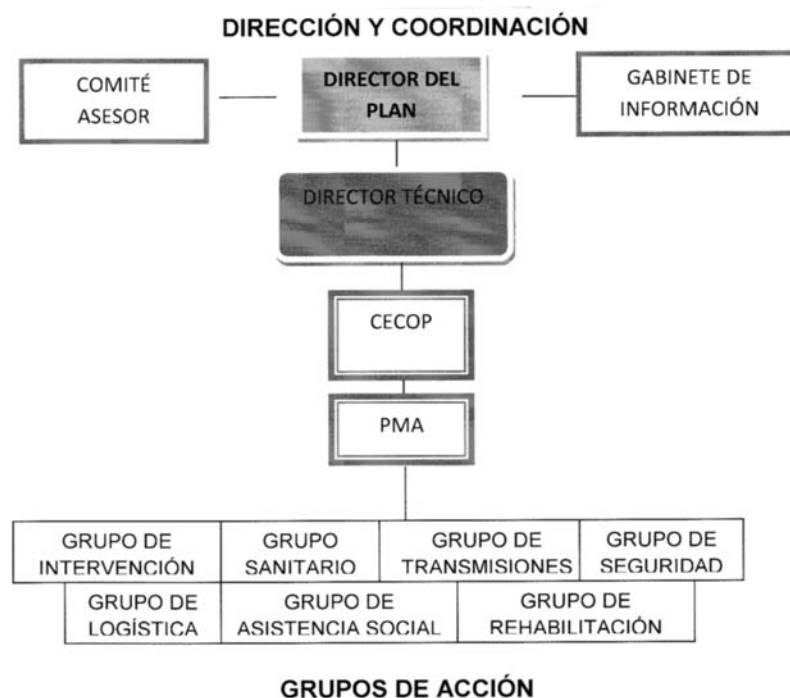 DIRECCIÓN Y COORDINACIÓN
COMITÉ
ASESOR
DIRECTOR DEL
PLAN
GABINETE DE
INFORMACIÓN
DIRECTOR TÉCNICO
CECOP
PMA
GRUPO DE
INTERVENCIÓN
GRUPO
SANITARIO
GRUPO DE
TRANSMISIONES
GRUPO DE
SEGURIDAD
GRUPO DE
LOGÍSTICA
GRUPO DE
ASISTENCIA SOCIAL
GRUPO DE
REHABILITACIÓN
GRUPOS DE ACCIÓN